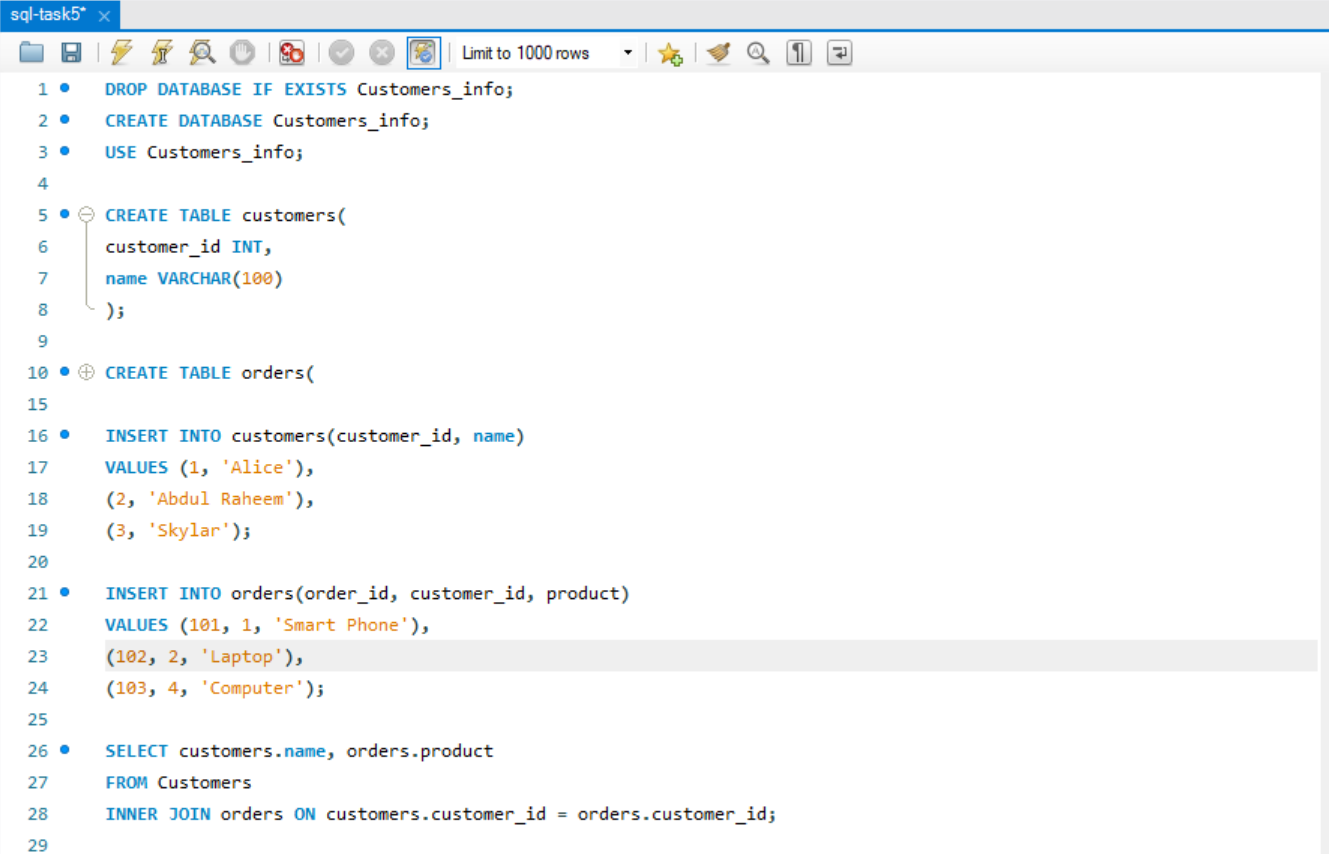 sql-task5*
Limit to 1000 rows
1 DROP DATABASE IF EXISTS Customers_info;
2 CREATE DATABASE Customers_info;
3 USE Customers_info;
4
5 CREATE TABLE customers(
6 customer_id INT,
7 name VARCHAR(100)
8 );
9
10 CREATE TABLE orders(
15
16 INSERT INTO customers(customer_id, name)
17 VALUES (1, 'Alice'),
18 (2, 'Abdul Raheem'),
19 (3, 'Skylar');
20
21 INSERT INTO orders(order_id, customer_id, product)
22 VALUES (101, 1, 'Smart Phone'),
23 (102, 2, 'Laptop'),
24 (103, 4, 'Computer');
25
26 SELECT customers.name, orders.product
27 FROM Customers
28 INNER JOIN orders ON customers.customer_id = orders.customer_id;
29